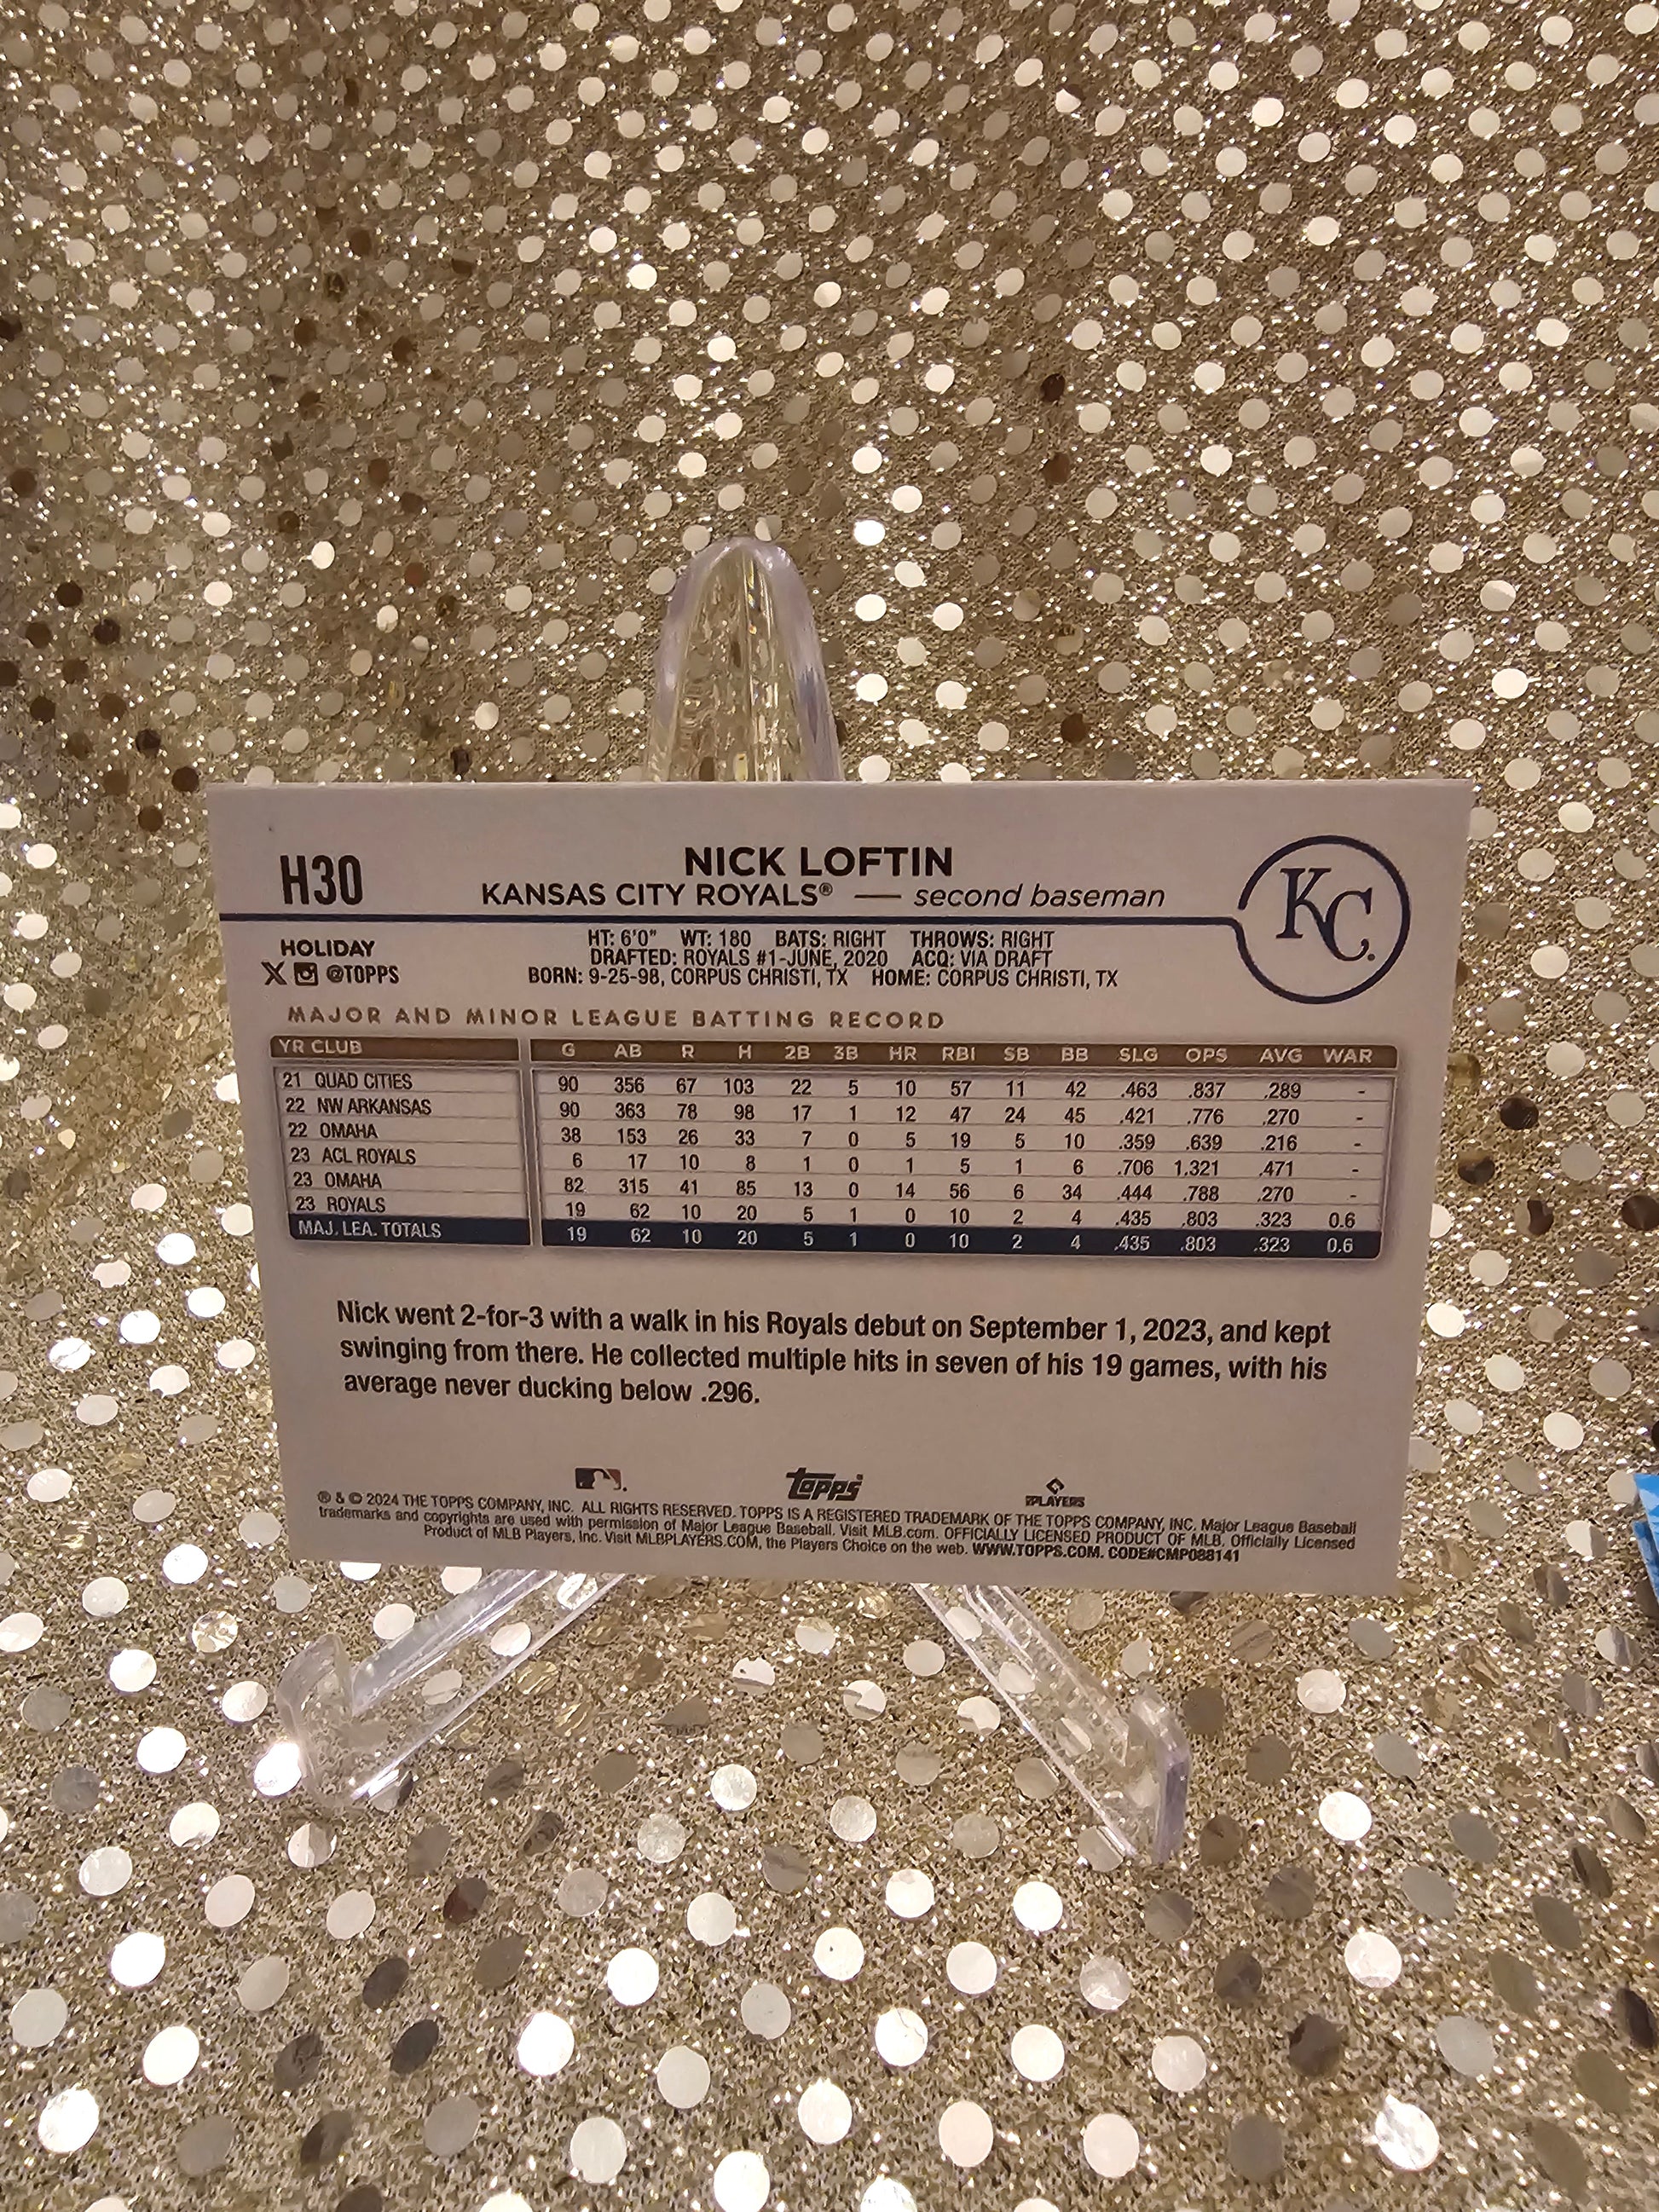 H30
NICK LOFTIN
KANSAS CITY ROYALS® — second baseman
KC.
HOLIDAY
X @TOPPS
HT: 6'0" WT: 180 BATS: RIGHT THROWS: RIGHT
DRAFTED: ROYALS #1-JUNE, 2020 ACQ: VIA DRAFT
BORN: 9-25-98, CORPUS CHRISTI, TX HOME: CORPUS CHRISTI, TX
MAJOR AND MINOR LEAGUE BATTING RECORD
YR CLUB G AB R H 2B 3B HR RBI SB BB SLG OPS AVG WAR
21 QUAD CITIES 90 356 67 103 22 5 10 57 11 42 .463 .837 .289 -
22 NW ARKANSAS 90 363 78 98 17 1 12 47 24 45 .421 .776 .270 -
22 OMAHA 38 153 26 33 7 0 5 19 5 10 .359 .639 .216 -
23 ACL ROYALS 6 17 10 8 1 0 1 5 1 6 .706 1.321 .471 -
23 OMAHA 82 315 41 85 13 0 14 56 6 34 .444 .788 .270 -
23 ROYALS 19 62 10 20 5 1 0 10 2 4 .435 .803 .323 0.6
MAJ. LEA. TOTALS 19 62 10 20 5 1 0 10 2 4 .435 .803 .323 0.6
Nick went 2-for-3 with a walk in his Royals debut on September 1, 2023, and kept
swinging from there. He collected multiple hits in seven of his 19 games, with his
average never ducking below .296.
topps
PLAYERS
® & © 2024 THE TOPPS COMPANY, INC. ALL RIGHTS RESERVED. TOPPS IS A REGISTERED TRADEMARK OF THE TOPPS COMPANY, INC. Major League Baseball
trademarks and copyrights are used with permission of Major League Baseball. Visit MLB.com. OFFICIALLY LICENSED PRODUCT OF MLB. Officially Licensed
Product of MLB Players, Inc. Visit MLBPLAYERS.COM, the Players Choice on the web. WWW.TOPPS.COM. CODE#CMP088141